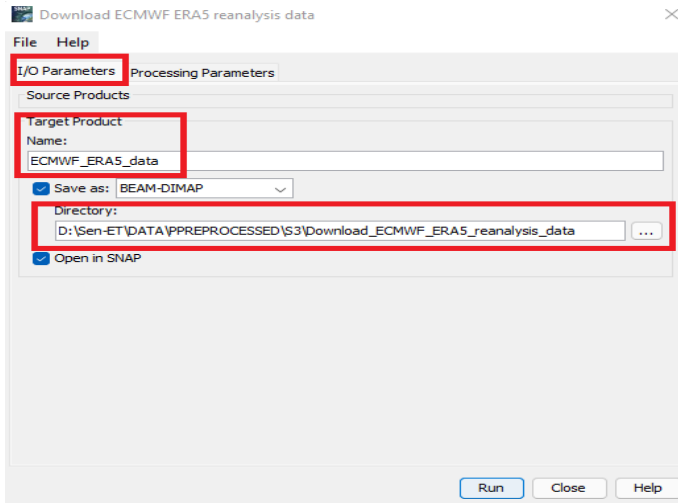 SNAP
Download ECMWF ERA5 reanalysis data
File Help
I/O Parameters Processing Parameters
Source Products
Target Product
Name:
ECMWF_ERA5_data
Save as: BEAM-DIMAP
Directory:
D:\Sen-ET\DATA\PPREPROCESSED\S3\Download_ECMWF_ERA5_reanalysis_data ...
Open in SNAP
Run Close Help